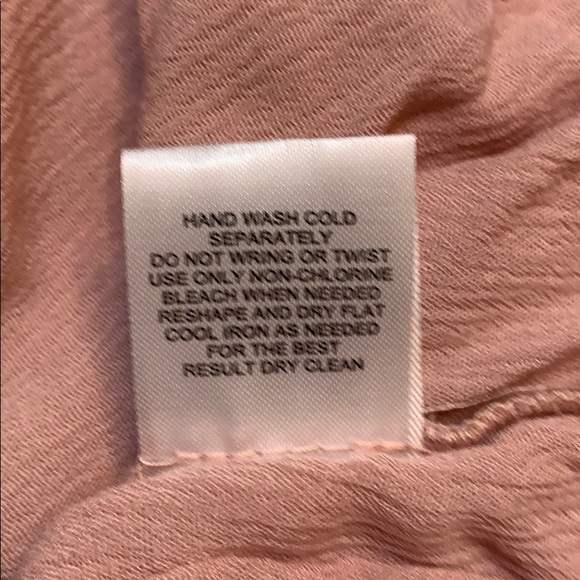 HAND WASH COLD
SEPARATELY
DO NOT WRING OR TWIST
USE ONLY NON-CHLORINE
BLEACH WHEN NEEDED
RESHAPE AND DRY FLAT
COOL IRON AS NEEDED
FOR THE BEST
RESULT DRY CLEAN